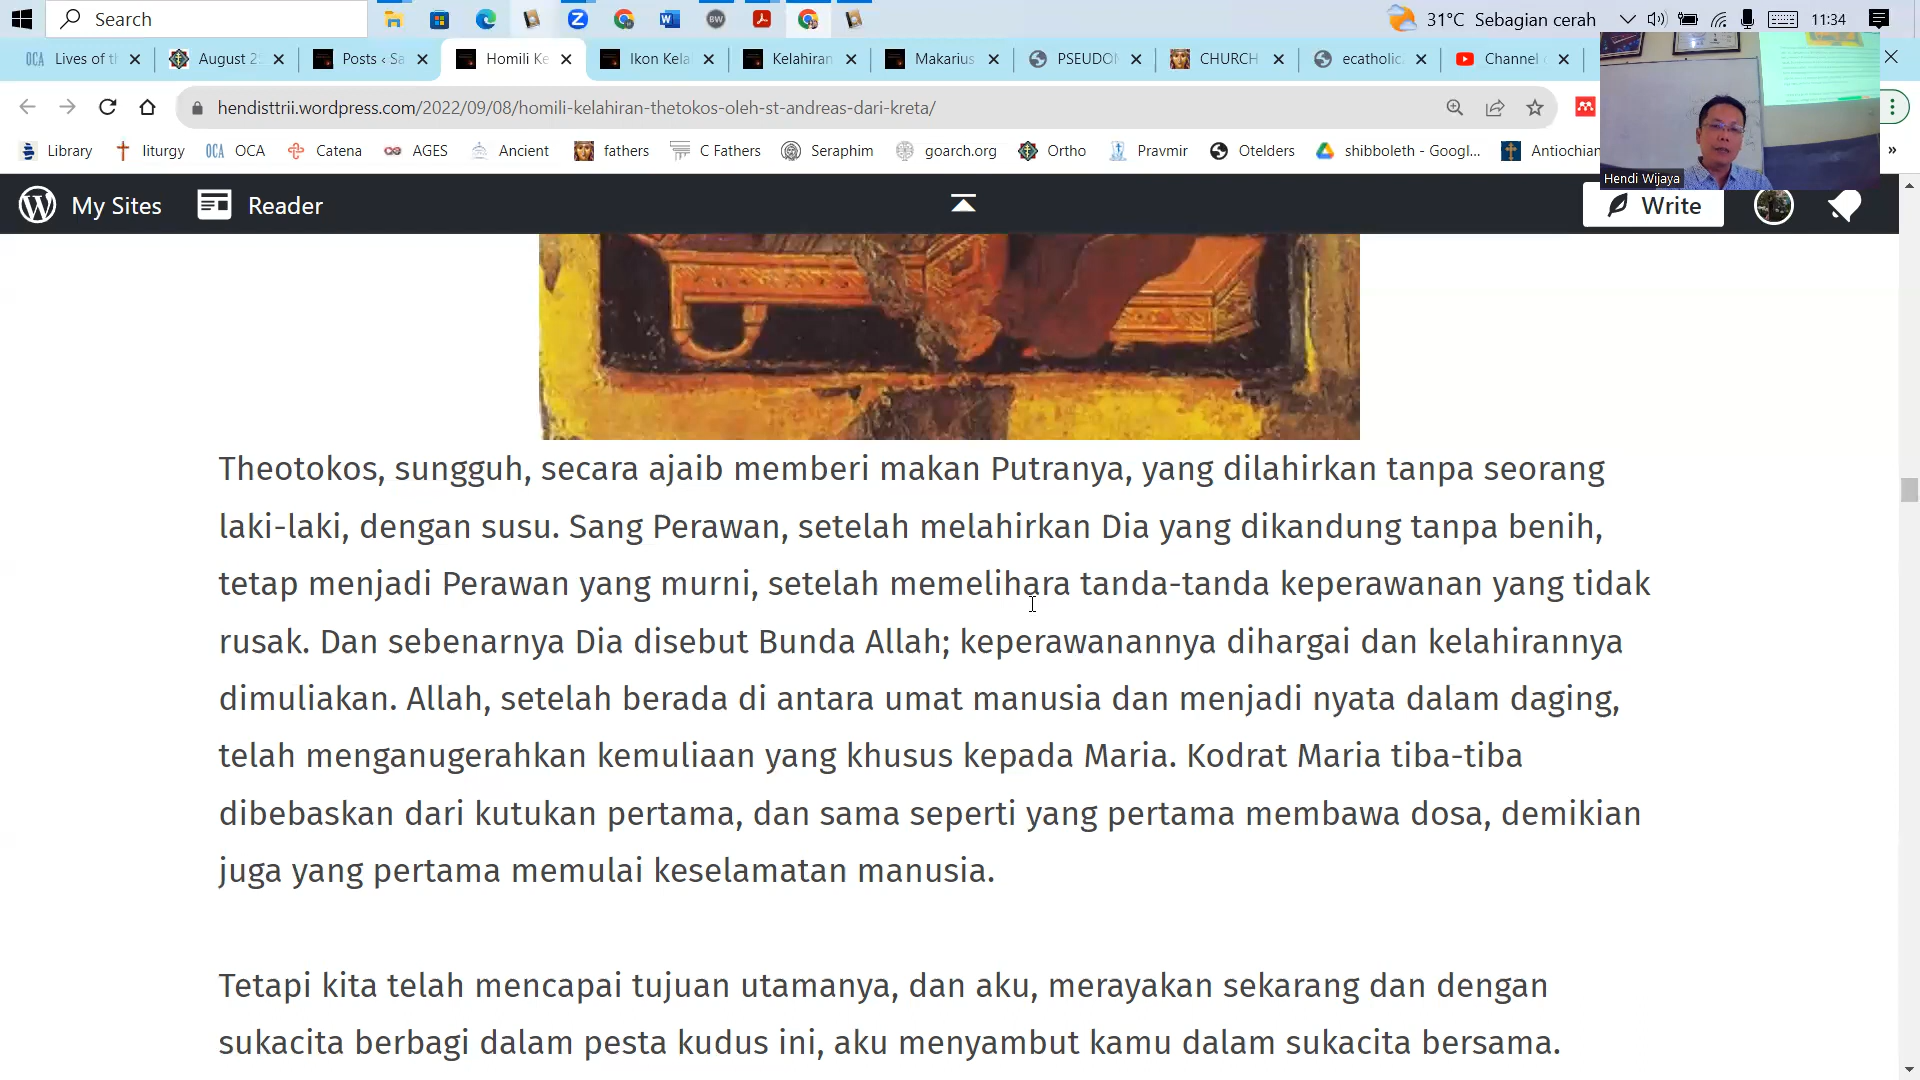 Search
31°C Sebagian cerah
11:34
OCA Lives of th
August 2
Posts ‹ Sa
Homili Ke
Ikon Kela
Kelahiran
Makarius
PSEUDO
CHURCH
ecatholic
Channel
hendisttrii.wordpress.com/2022/09/08/homili-kelahiran-thetokos-oleh-st-andreas-dari-kreta/
Library
liturgy
OCA OCA
Catena
AGES
Ancient
fathers
C Fathers
Seraphim
goarch.org
Ortho
Pravmir
Otelders
shibboleth - Googl...
Antiochian
»
Hendi Wijaya
My Sites
Reader
Write
Theotokos, sungguh, secara ajaib memberi makan Putranya, yang dilahirkan tanpa seorang
laki-laki, dengan susu. Sang Perawan, setelah melahirkan Dia yang dikandung tanpa benih,
tetap menjadi Perawan yang murni, setelah memelihara tanda-tanda keperawanan yang tidak
rusak. Dan sebenarnya Dia disebut Bunda Allah; keperawanannya dihargai dan kelahirannya
dimuliakan. Allah, setelah berada di antara umat manusia dan menjadi nyata dalam daging,
telah menganugerahkan kemuliaan yang khusus kepada Maria. Kodrat Maria tiba-tiba
dibebaskan dari kutukan pertama, dan sama seperti yang pertama membawa dosa, demikian
juga yang pertama memulai keselamatan manusia.
Tetapi kita telah mencapai tujuan utamanya, dan aku, merayakan sekarang dan dengan
sukacita berbagi dalam pesta kudus ini, aku menyambut kamu dalam sukacita bersama.